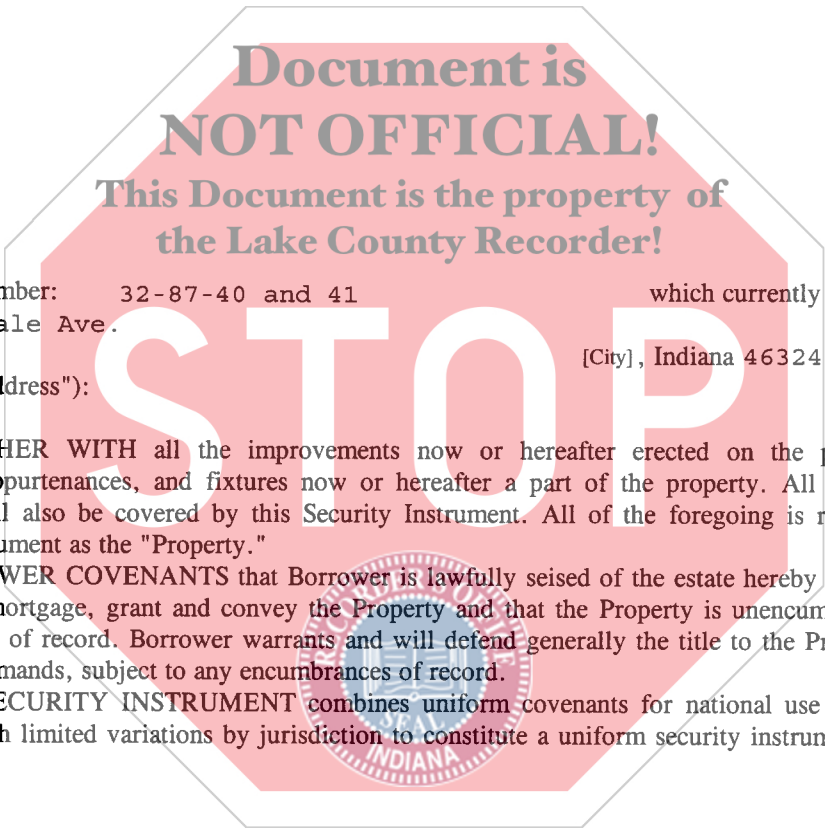 Document is
NOT OFFICIAL!
This Document is the property of
the Lake County Recorder!
mber: 32-87-40 and 41 which currently
ale Ave.
[City], Indiana 46324
ddress"):
STOP
HER WITH all the improvements now or hereafter erected on the p
ppurtenances, and fixtures now or hereafter a part of the property. All
l also be covered by this Security Instrument. All of the foregoing is r
ument as the "Property."
WER COVENANTS that Borrower is lawfully seised of the estate hereby
nortgage, grant and convey the Property and that the Property is unencum
of record. Borrower warrants and will defend generally the title to the Pr
mands, subject to any encumbrances of record.
ECURITY INSTRUMENT combines uniform covenants for national use
h limited variations by jurisdiction to constitute a uniform security instrum
RECORDERS OFFICE
SEAL
INDIANA